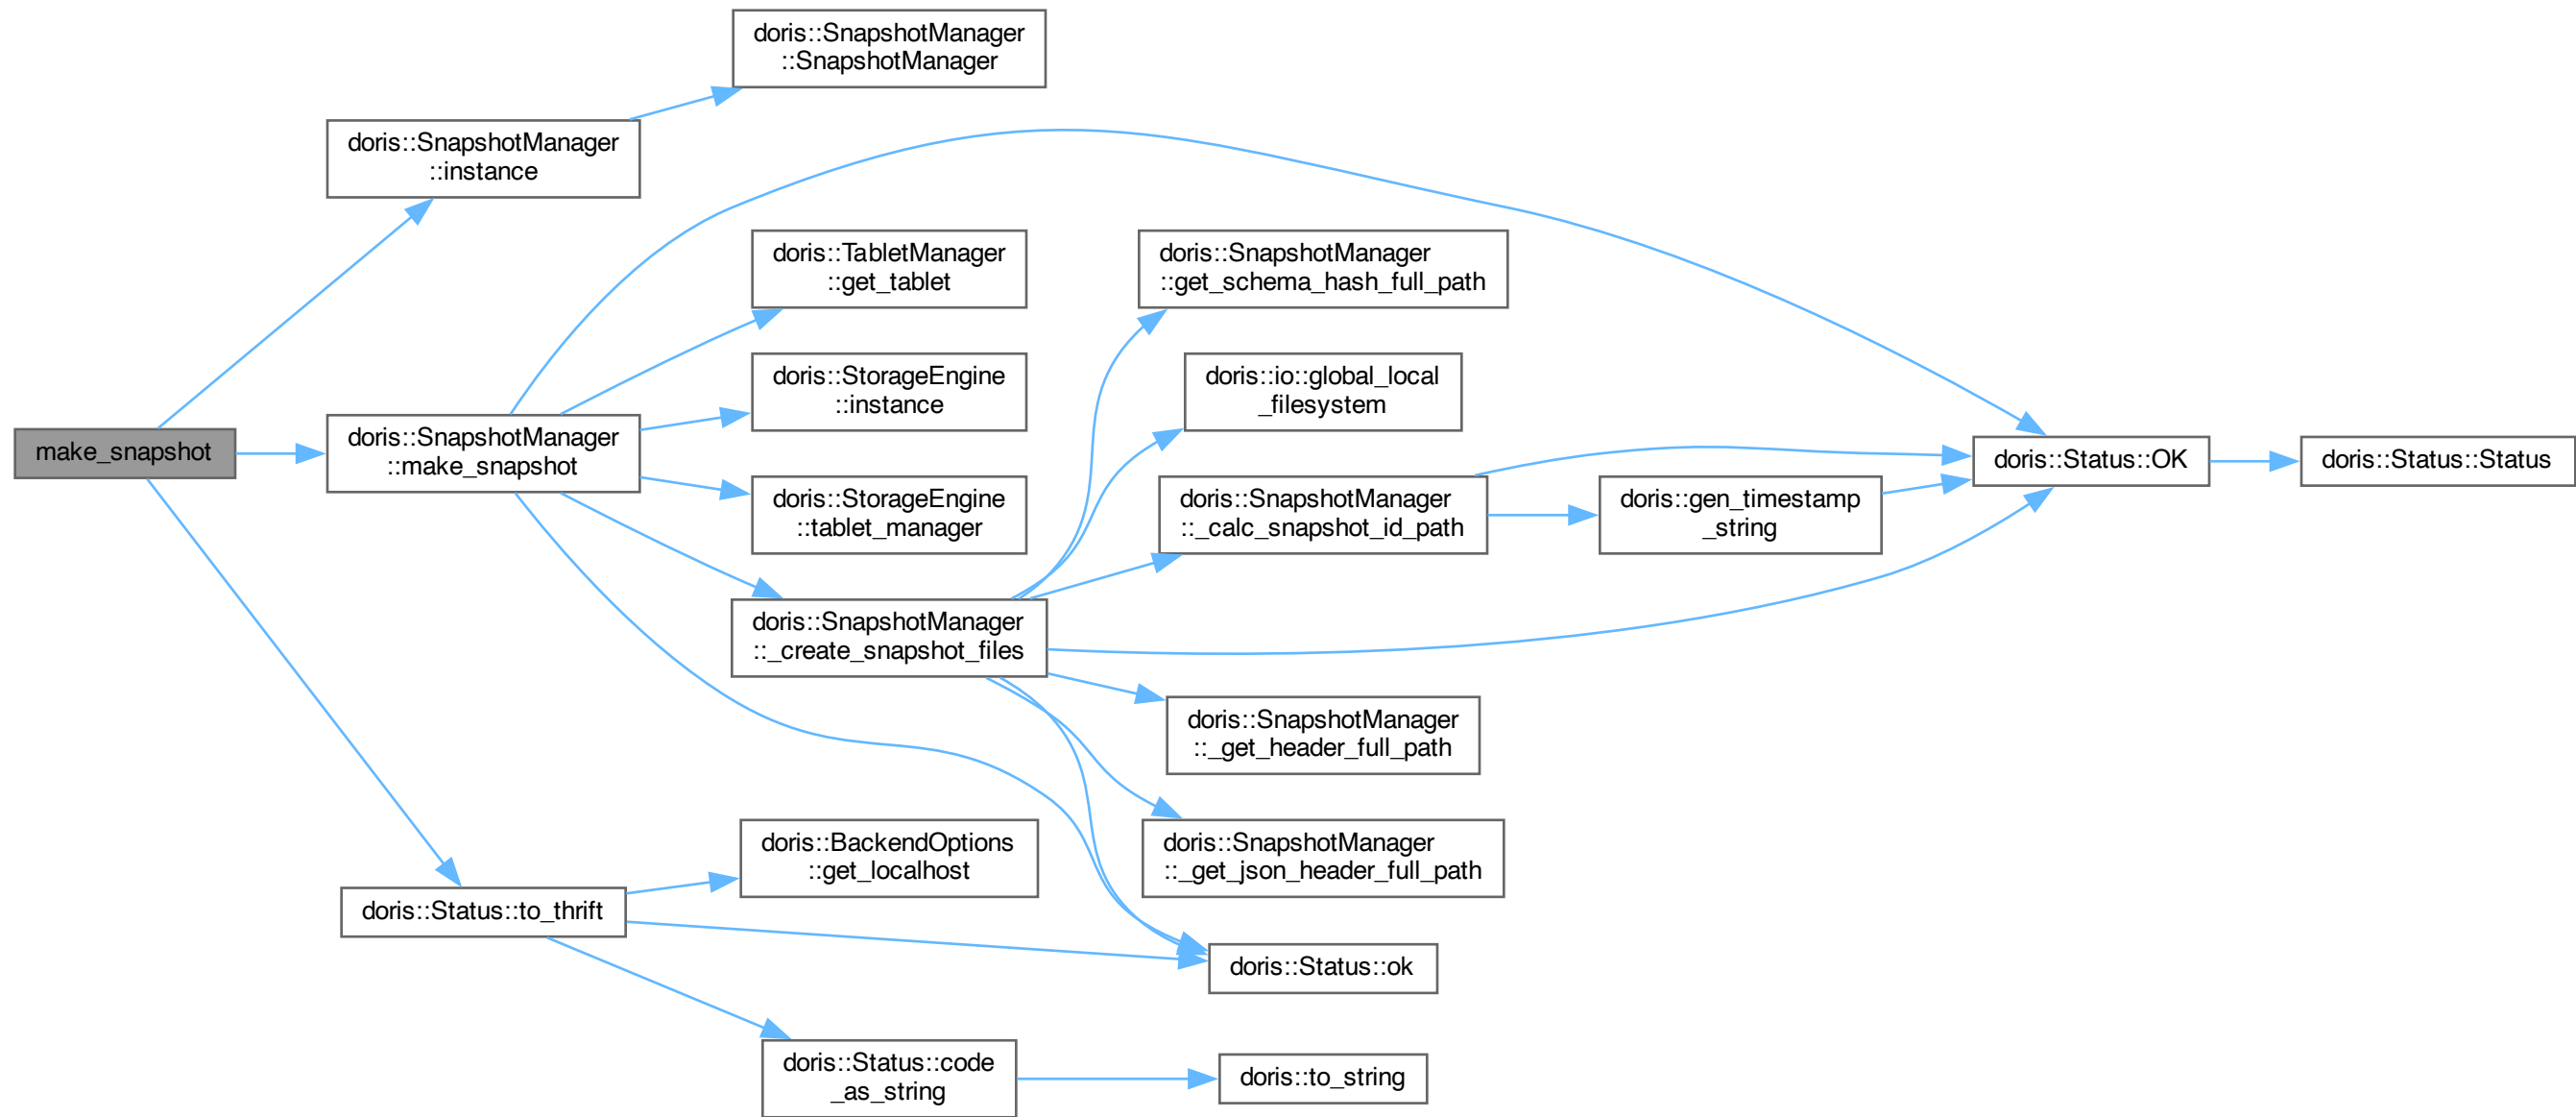 doris::SnapshotManager
::SnapshotManager
doris::SnapshotManager
::instance
doris::TabletManager
::get_tablet
doris::SnapshotManager
::get_schema_hash_full_path
doris::StorageEngine
::instance
doris::io::global_local
_filesystem
make_snapshot
doris::SnapshotManager
::make_snapshot
doris::Status::OK
doris::Status::Status
doris::StorageEngine
::tablet_manager
doris::SnapshotManager
::_calc_snapshot_id_path
doris::gen_timestamp
_string
doris::SnapshotManager
::_create_snapshot_files
doris::SnapshotManager
::_get_header_full_path
doris::BackendOptions
::get_localhost
doris::SnapshotManager
::_get_json_header_full_path
doris::Status::to_thrift
doris::Status::ok
doris::Status::code
_as_string
doris::to_string